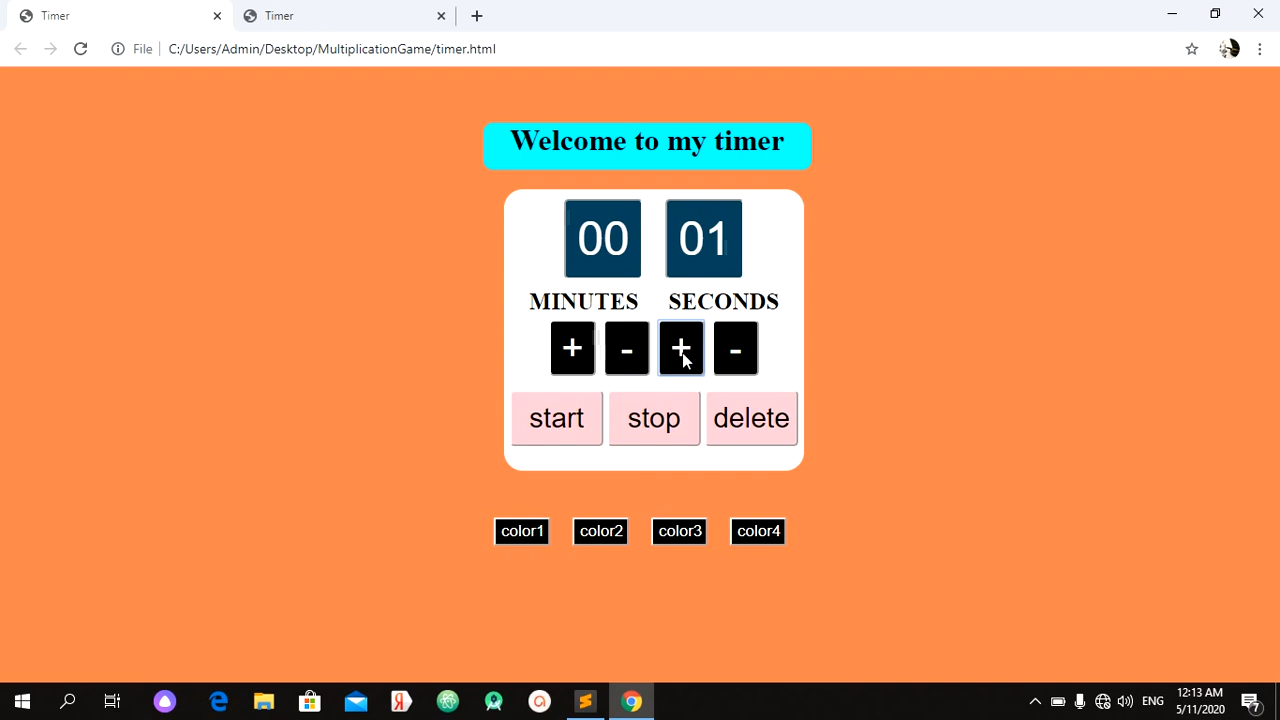 Timer
Timer
File
C:/Users/Admin/Desktop/MultiplicationGame/timer.html
Welcome to my timer
00 01
MINUTES SECONDS
+ - + -
start stop delete
color1 color2 color3 color4
ENG
12:13 AM
5/11/2020
7